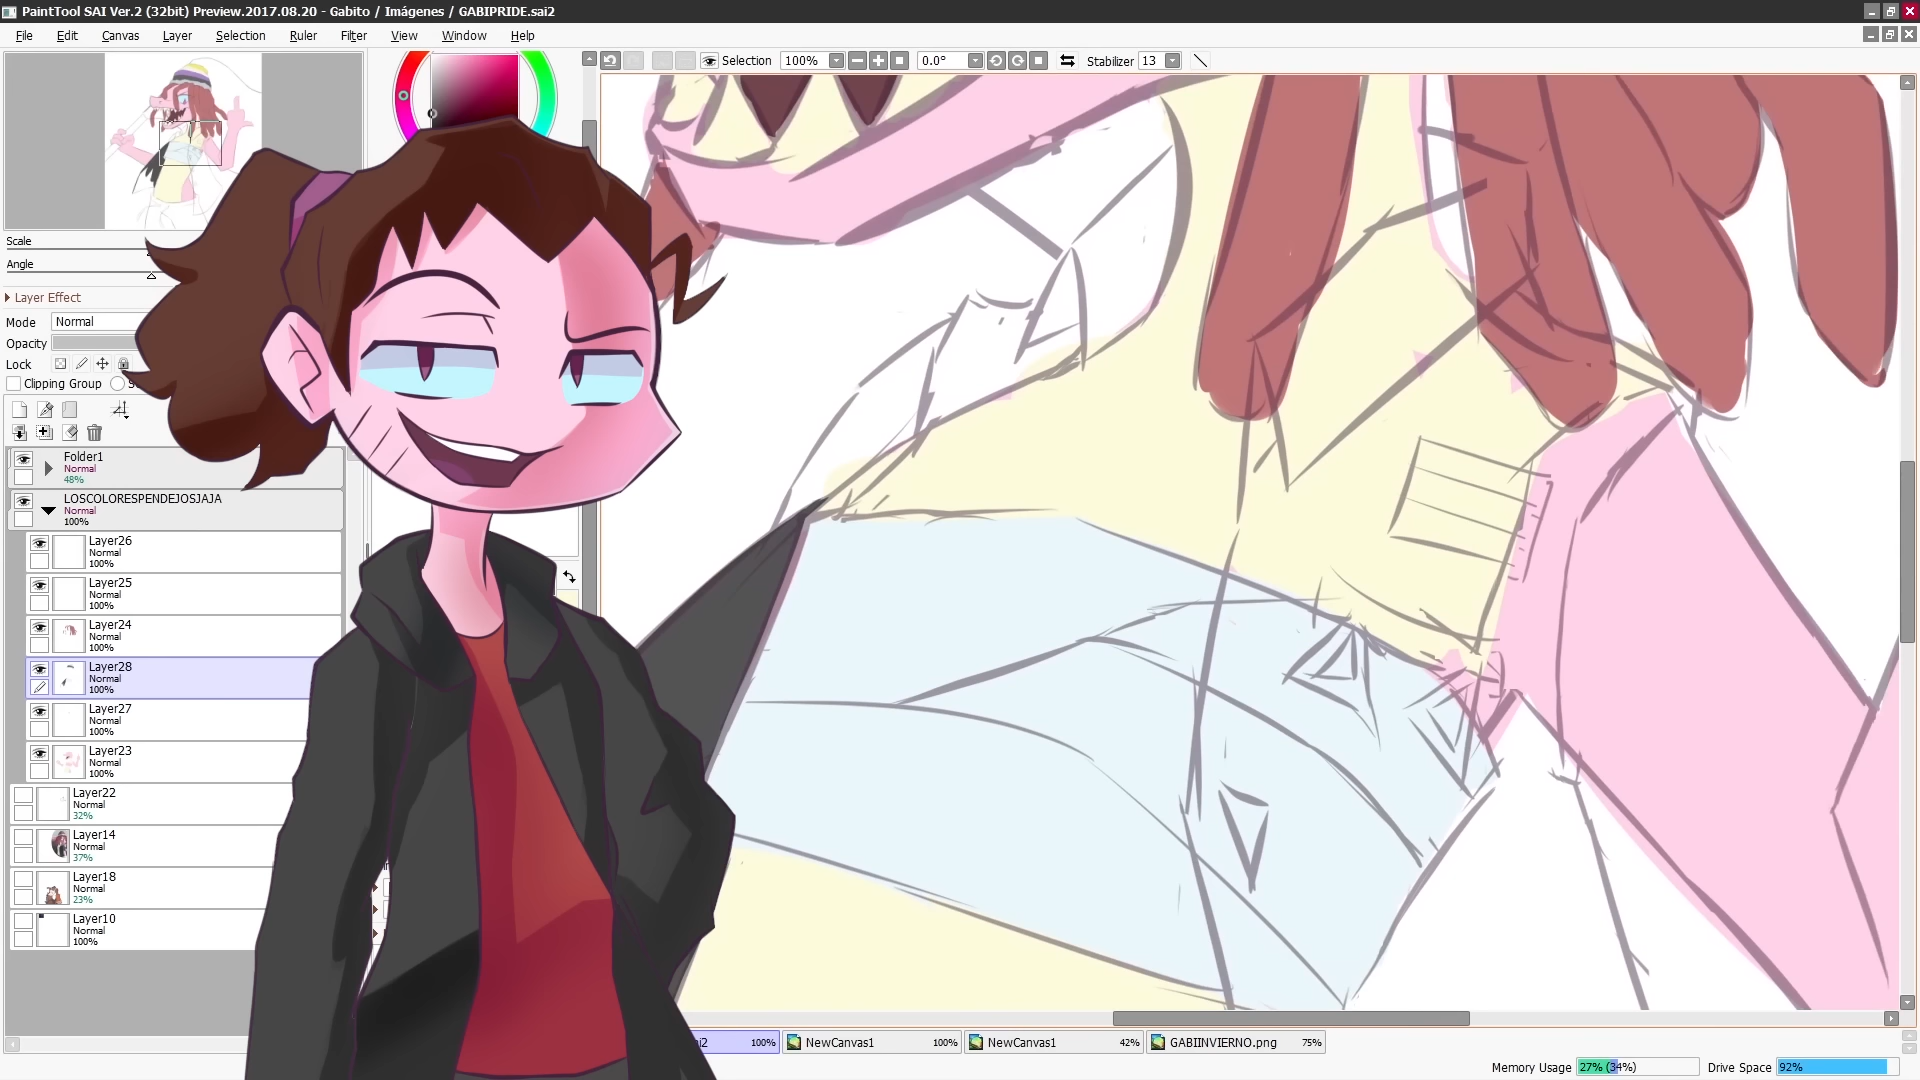 PaintTool SAI Ver.2 (32bit) Preview.2017.08.20 - Gabito / Imágenes / GABIPRIDE.sai2
File Edit Canvas Layer Selection Ruler Filter View Window Help
Selection 100% 0.0° Stabilizer 13
Scale
Angle
Layer Effect
Mode Normal
Opacity
Lock
Clipping Group
Folder1
Normal
48%
LOSCOLORESPENDEJOSJAJA
Normal
100%
Layer26
Normal
100%
Layer25
Normal
100%
Layer24
Normal
100%
Layer28
Normal
100%
Layer27
Normal
100%
Layer23
Normal
100%
Layer22
Normal
32%
Layer14
Normal
37%
Layer18
Normal
23%
Layer10
Normal
100%
100% NewCanvas1 100% NewCanvas1 42% GABIINVIERNO.png 75%
Memory Usage 27% (34%) Drive Space 92%